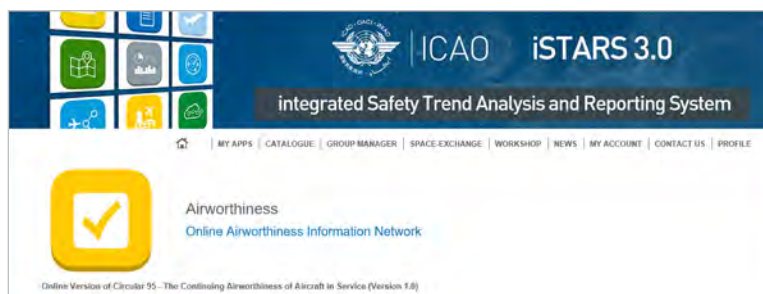 ICAO iSTARS 3.0
integrated Safety Trend Analysis and Reporting System
MY APPS | CATALOGUE | GROUP MANAGER | SPACE-EXCHANGE | WORKSHOP | NEWS | MY ACCOUNT | CONTACT US | PROFILE
Airworthiness
Online Airworthiness Information Network
Online Version of Circular 95 - The Continuing Airworthiness of Aircraft in Service (Version 1.0)